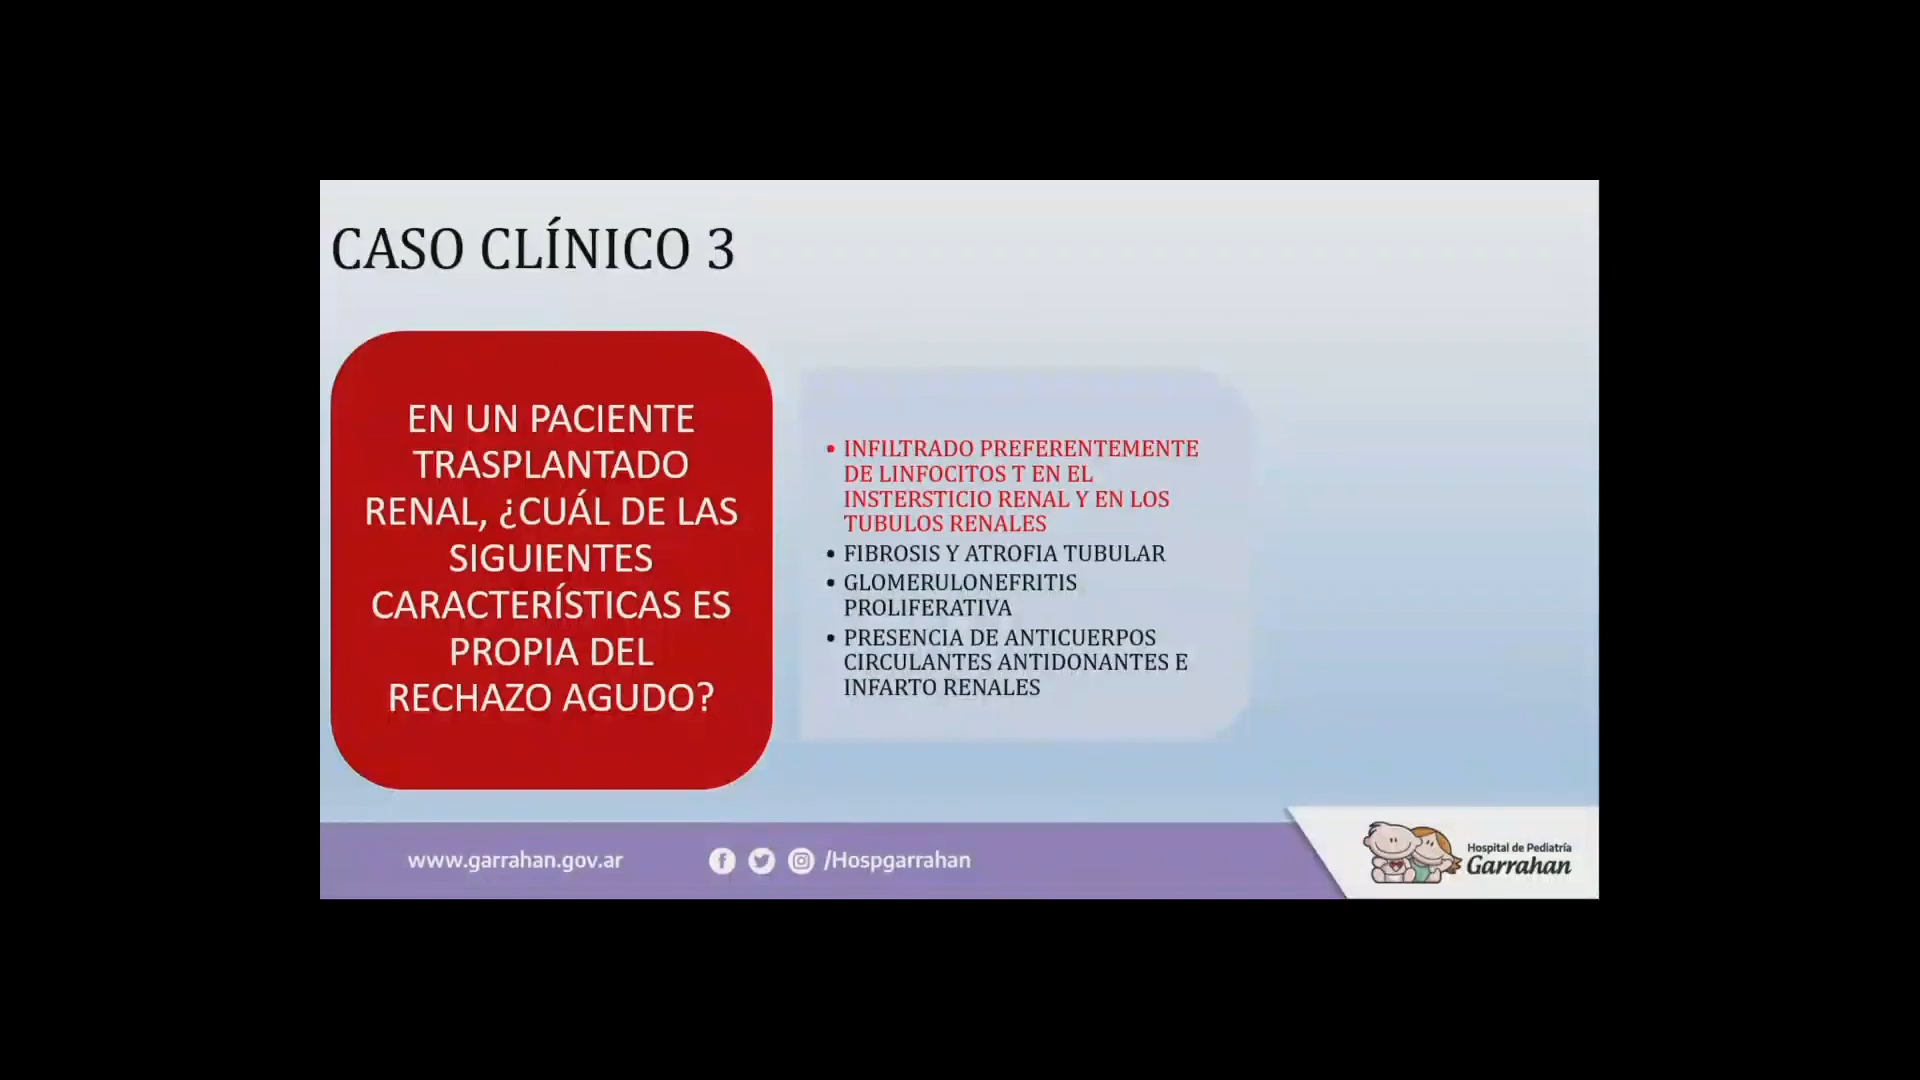 CASO CLÍNICO 3
EN UN PACIENTE
TRASPLANTADO
RENAL, ¿CUÁL DE LAS
SIGUIENTES
CARACTERÍSTICAS ES
PROPIA DEL
RECHAZO AGUDO?
• INFILTRADO PREFERENTEMENTE
DE LINFOCITOS T EN EL
INSTERSTICIO RENAL Y EN LOS
TUBULOS RENALES
• FIBROSIS Y ATROFIA TUBULAR
• GLOMERULONEFRITIS
PROLIFERATIVA
• PRESENCIA DE ANTICUERPOS
CIRCULANTES ANTIDONANTES E
INFARTO RENALES
www.garrahan.gov.ar
/Hospgarrahan
Hospital de Pediatría
Garrahan